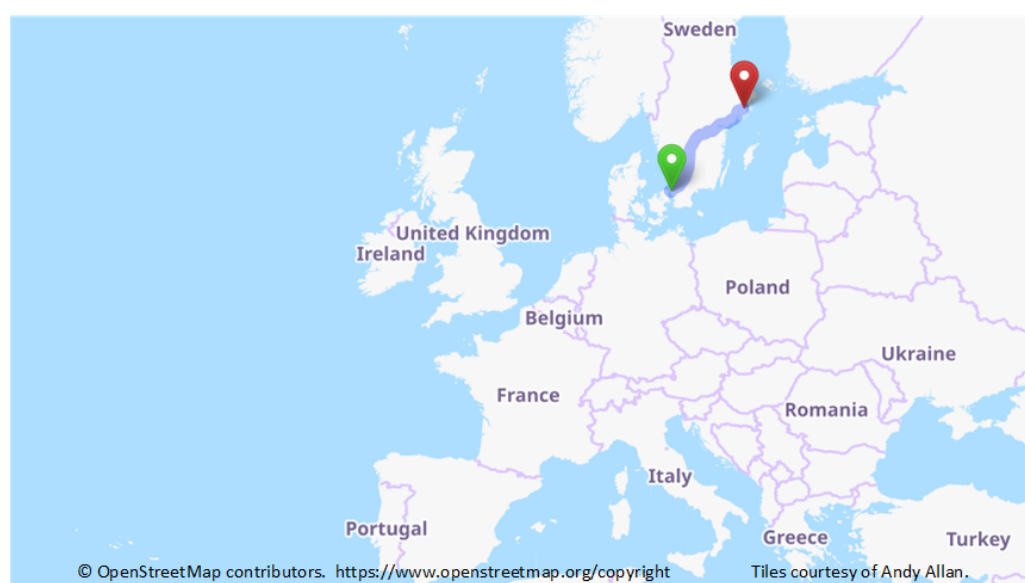 Sweden
United Kingdom
Ireland
Poland
Belgium
Ukraine
France
Romania
Italy
Portugal
Greece
Turkey
© OpenStreetMap contributors. https://www.openstreetmap.org/copyright
Tiles courtesy of Andy Allan.